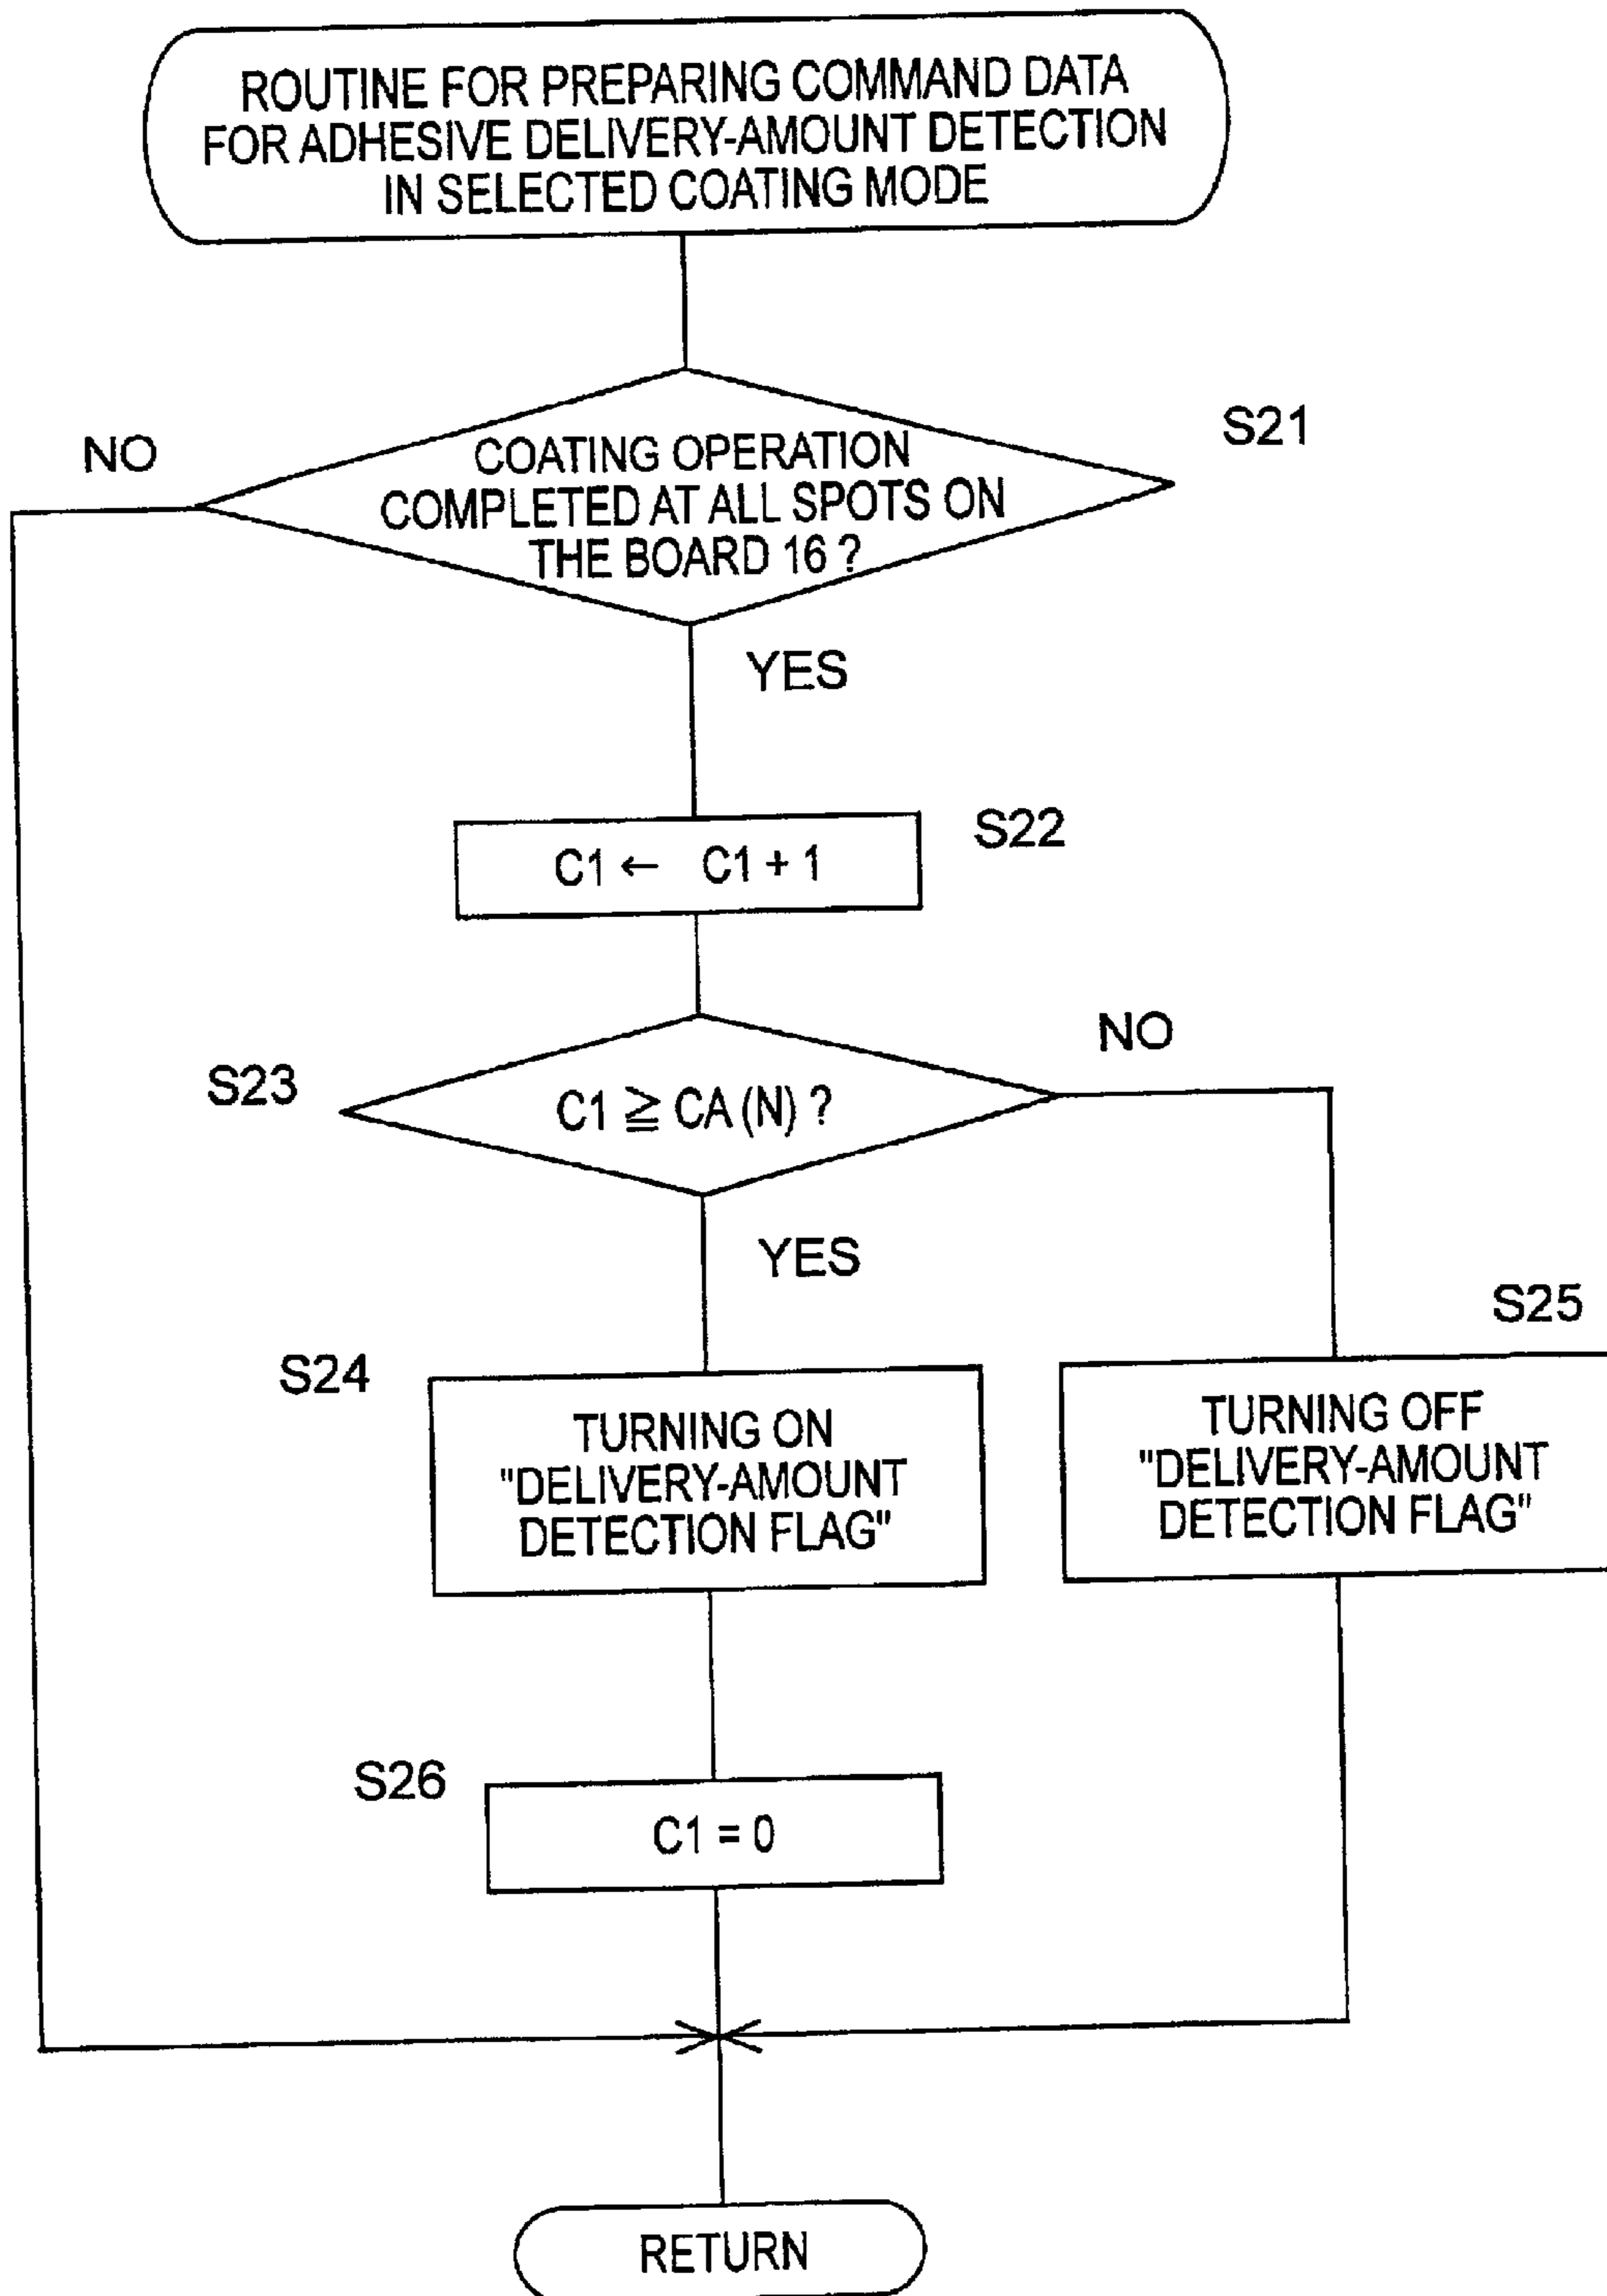 ROUTINE FOR PREPARING COMMAND DATA
FOR ADHESIVE DELIVERY-AMOUNT DETECTION
IN SELECTED COATING MODE
S21
NO
COATING OPERATION
COMPLETED AT ALL SPOTS ON
THE BOARD 16 ?
YES
S22
C1 ← C1 + 1
NO
S23
C1 ≧ CA (N) ?
YES
S25
S24
TURNING ON
"DELIVERY-AMOUNT
DETECTION FLAG"
TURNING OFF
"DELIVERY-AMOUNT
DETECTION FLAG"
S26
C1 = 0
RETURN